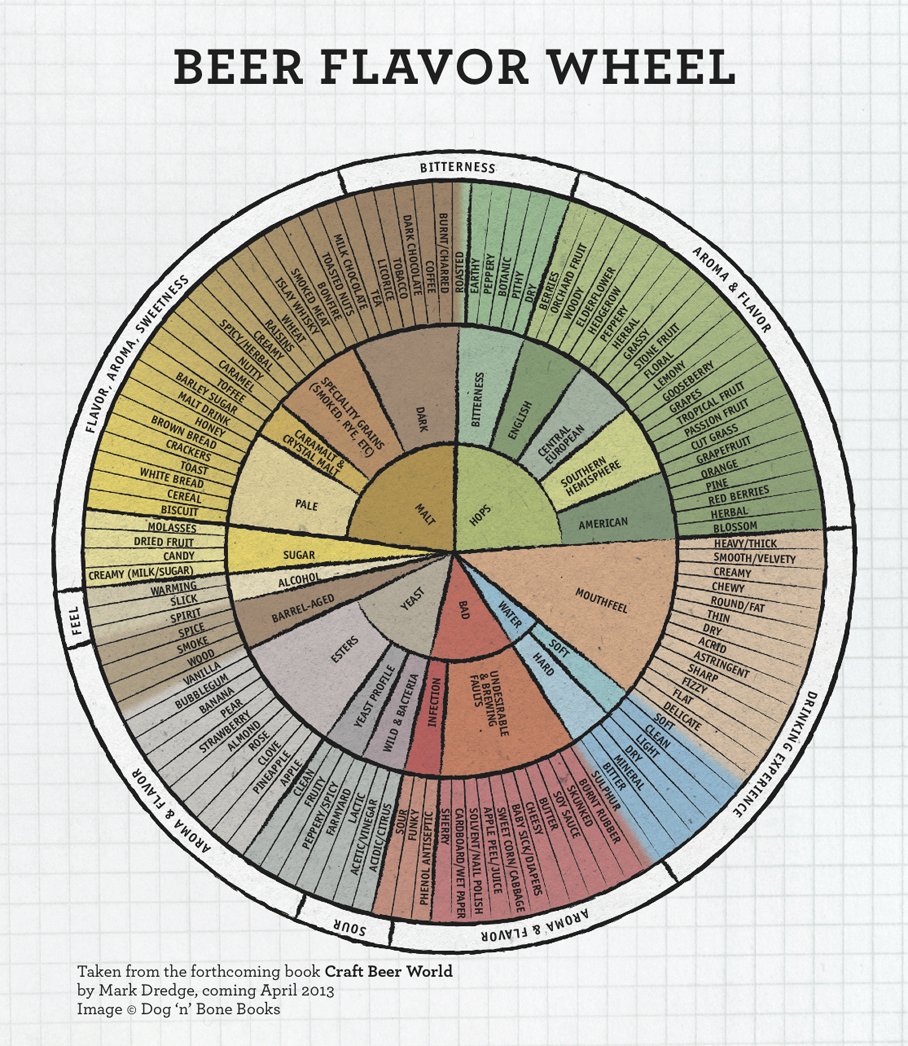 BEER FLAVOR WHEEL
BITTERNESS
AROMA & FLAVOR
DRINKING EXPERIENCE
AROMA & FLAVOR
SOUR
AROMA & FLAVOR
FEEL
FLAVOR, AROMA, SWEETNESS
ROASTED
EARTHY
PEPPERY
BOTANIC
PITHY
DRY
BERRIES
ORCHARD FRUIT
WOODY
ELDERFLOWER
HEDGEROW
PEPPERY
HERBAL
GRASSY
STONE FRUIT
FLORAL
LEMONY
GOOSEBERRY
GRAPES
TROPICAL FRUIT
PASSION FRUIT
CUT GRASS
GRAPEFRUIT
ORANGE
PINE
RED BERRIES
HERBAL
BLOSSOM
HEAVY/THICK
SMOOTH/VELVETY
CREAMY
CHEWY
ROUND/FAT
THIN
DRY
ACRID
ASTRINGENT
SHARP
FIZZY
FLAT
DELICATE
SOFT
CLEAN
LIGHT
DRY
MINERAL
BITTER
SULPHUR
BURNT RUBBER
SKUNKED
SOY SAUCE
BUTTER
CHEESY
BABY SICK/DIAPERS
SWEET CORN/CABBAGE
APPLE PEEL/JUICE
SOLVENT/NAIL POLISH
CARDBOARD/WET PAPER
SHERRY
PHENOL ANTISEPTIC
FUNKY
SOUR
ACIDIC/CITRUS
ACETIC/VINEGAR
LACTIC
FARMYARD
PEPPERY/SPICY
FRUITY
CLEAN
APPLE
PINEAPPLE
CLOVE
ROSE
ALMOND
STRAWBERRY
PEAR
BANANA
BUBBLEGUM
VANILLA
WOOD
SMOKE
SPICE
SPIRIT
SLICK
WARMING
CREAMY (MILK/SUGAR)
CANDY
DRIED FRUIT
MOLASSES
BISCUIT
CEREAL
WHITE BREAD
TOAST
CRACKERS
BROWN BREAD
HONEY
MALT DRINK
BARLEY SUGAR
TOFFEE
CARAMEL
NUTTY
SPICY/HERBAL
RAISINS
CREAMY
WHEAT
ISLAY WHISKY
SMOKED MEAT
BONFIRE
TOASTED NUTS
MILK CHOCOLATE
TEA
LICORICE
TOBACCO
DARK CHOCOLATE
COFFEE
BURNT/CHARRED
BITTERNESS
ENGLISH
CENTRAL
EUROPEAN
SOUTHERN
HEMISPHERE
AMERICAN
MOUTHFEEL
SOFT
HARD
UNDESIRABLE
& BREWING
FAULTS
INFECTION
WILD & BACTERIA
YEAST PROFILE
ESTERS
BARREL-AGED
ALCOHOL
SUGAR
PALE
CARAMALT &
CRYSTAL MALT
SPECIALITY GRAINS
(SMOKED, RYE, ETC)
DARK
MALT
HOPS
WATER
BAD
YEAST
Taken from the forthcoming book Craft Beer World
by Mark Dredge, coming April 2013
Image © Dog ‘n’ Bone Books